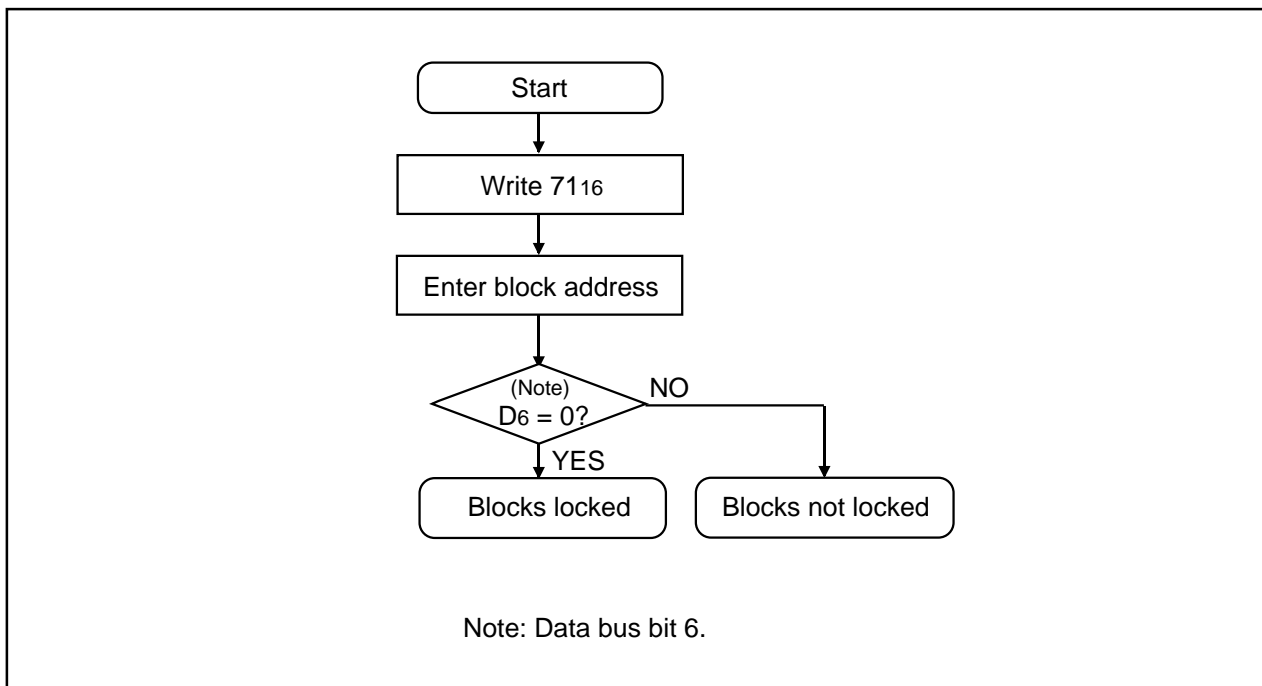 Start
Write 7116
Enter block address
(Note)
D6 = 0?
NO
YES
Blocks locked
Blocks not locked
Note: Data bus bit 6.